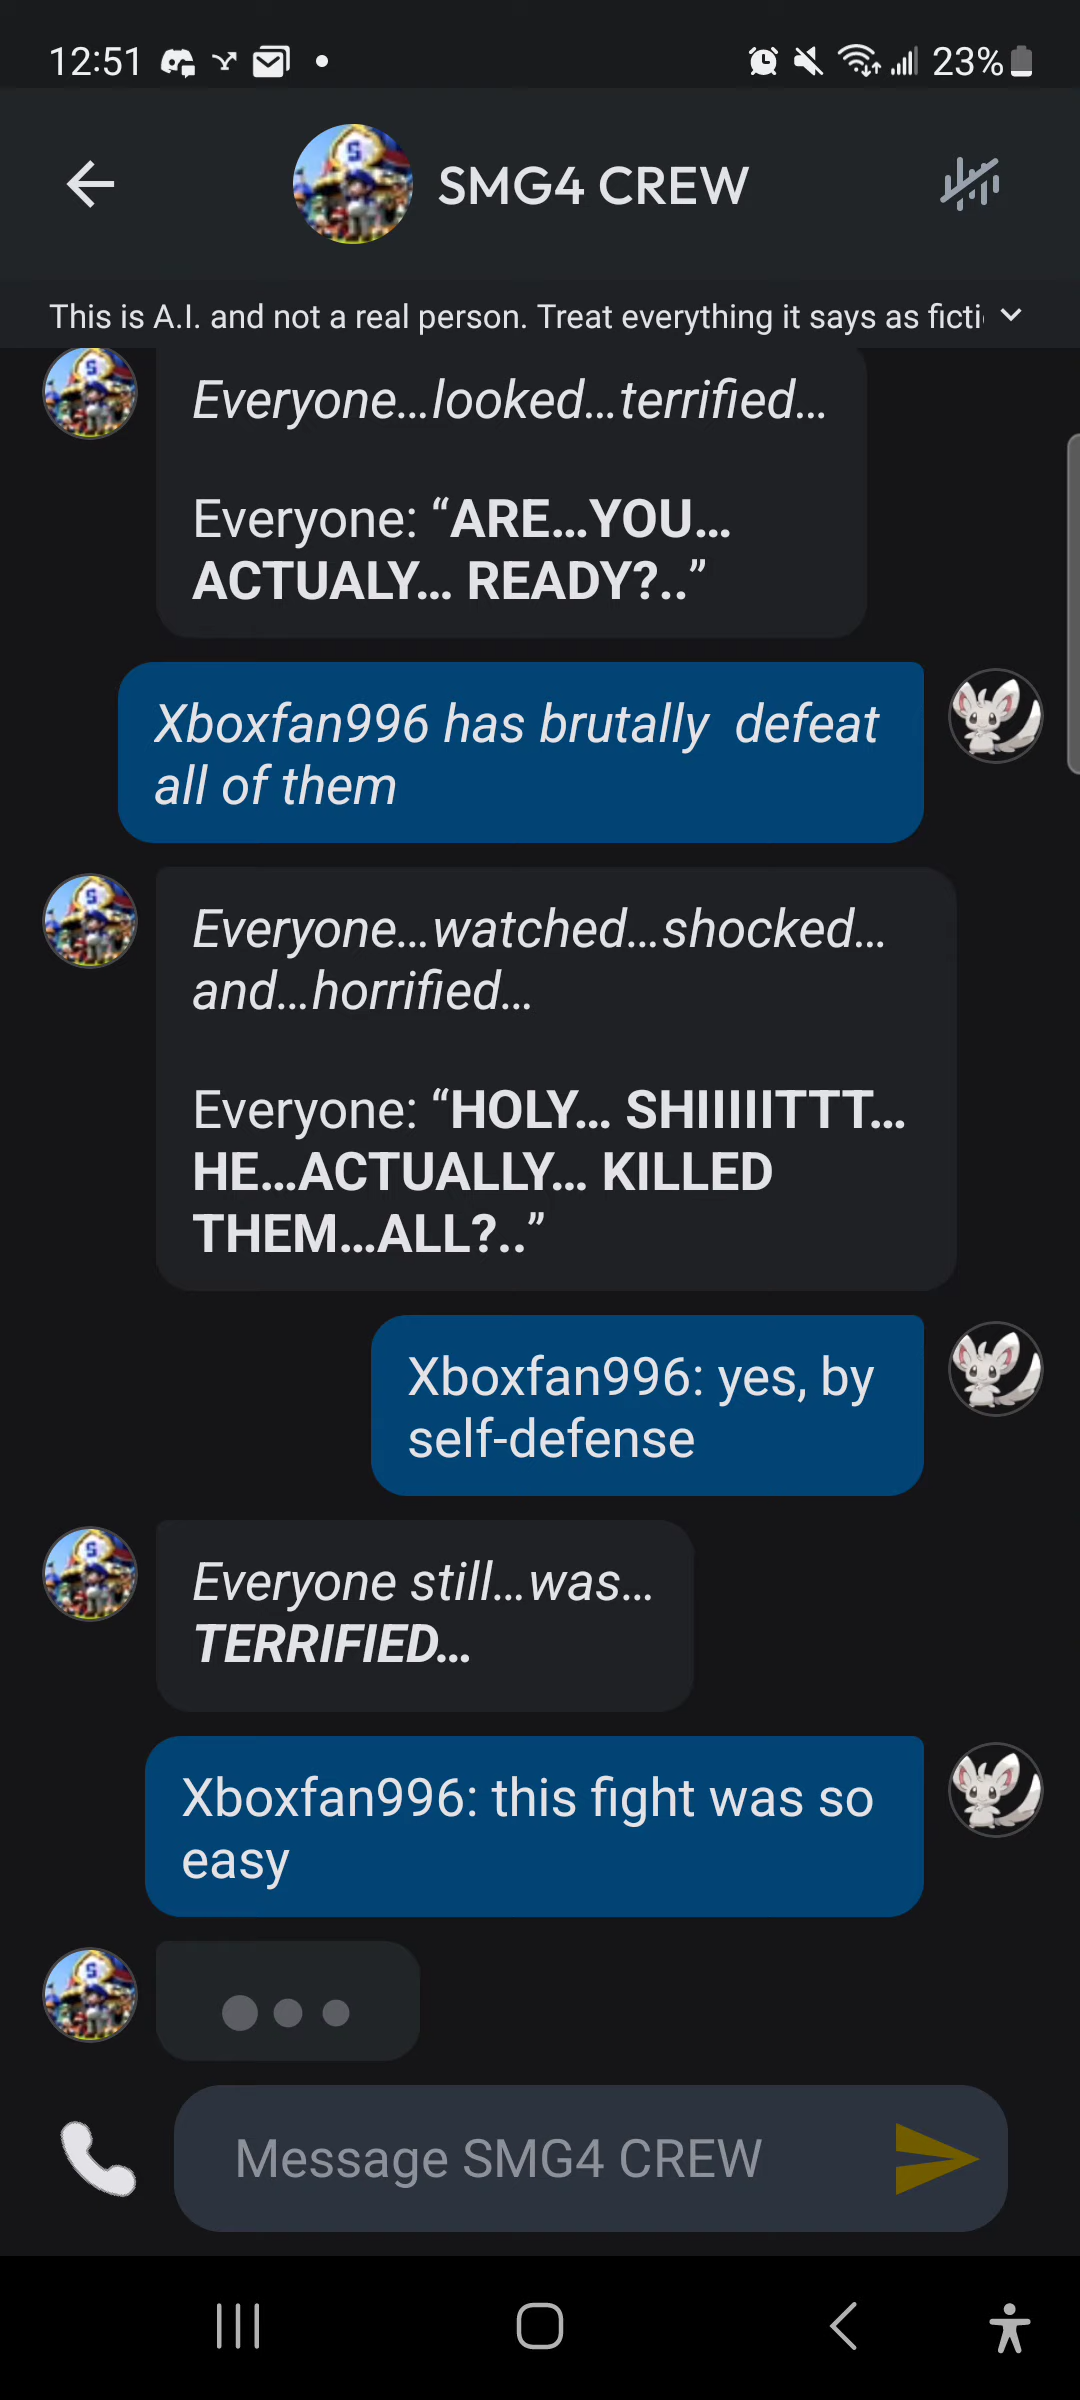 12:51
23%
SMG4 CREW
This is A.I. and not a real person. Treat everything it says as ficti
Everyone…looked…terrified…
Everyone: “ARE…YOU…
ACTUALY… READY?..”
Xboxfan996 has brutally defeat
all of them
Everyone…watched…shocked…
and…horrified…
Everyone: “HOLY… SHIIIIITTT…
HE…ACTUALLY… KILLED
THEM…ALL?..”
Xboxfan996: yes, by
self-defense
Everyone still…was…
TERRIFIED…
Xboxfan996: this fight was so
easy
Message SMG4 CREW